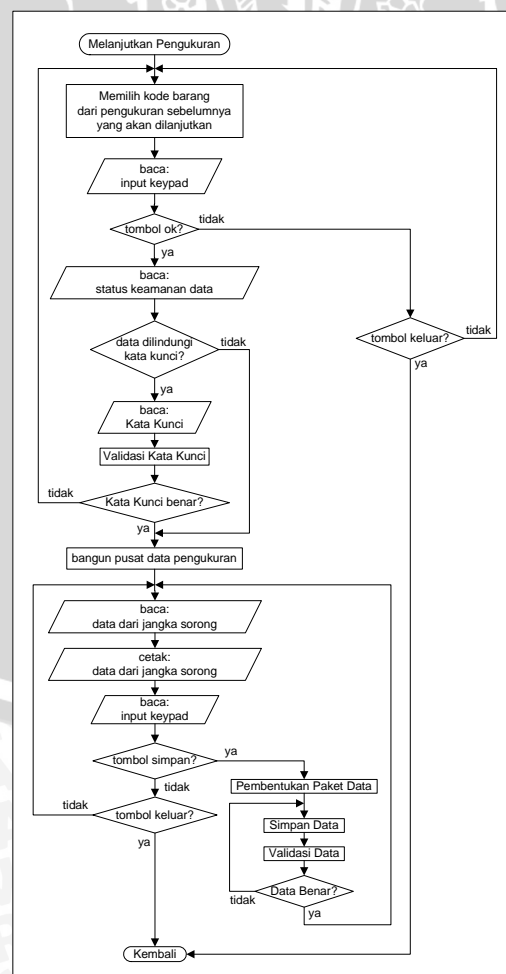 Melanjutkan Pengukuran
Memilih kode barang
dari pengukuran sebelumnya
yang akan dilanjutkan
baca:
input keypad
tombol ok?
tidak
ya
baca:
status keamanan data
data dilindungi
kata kunci?
tidak
tombol keluar?
tidak
ya
ya
baca:
Kata Kunci
Validasi Kata Kunci
Kata Kunci benar?
tidak
ya
bangun pusat data pengukuran
baca:
data dari jangka sorong
cetak:
data dari jangka sorong
baca:
input keypad
tombol simpan?
ya
tidak
Pembentukan Paket Data
tombol keluar?
tidak
ya
Simpan Data
Validasi Data
Data Benar?
tidak
ya
Kembali